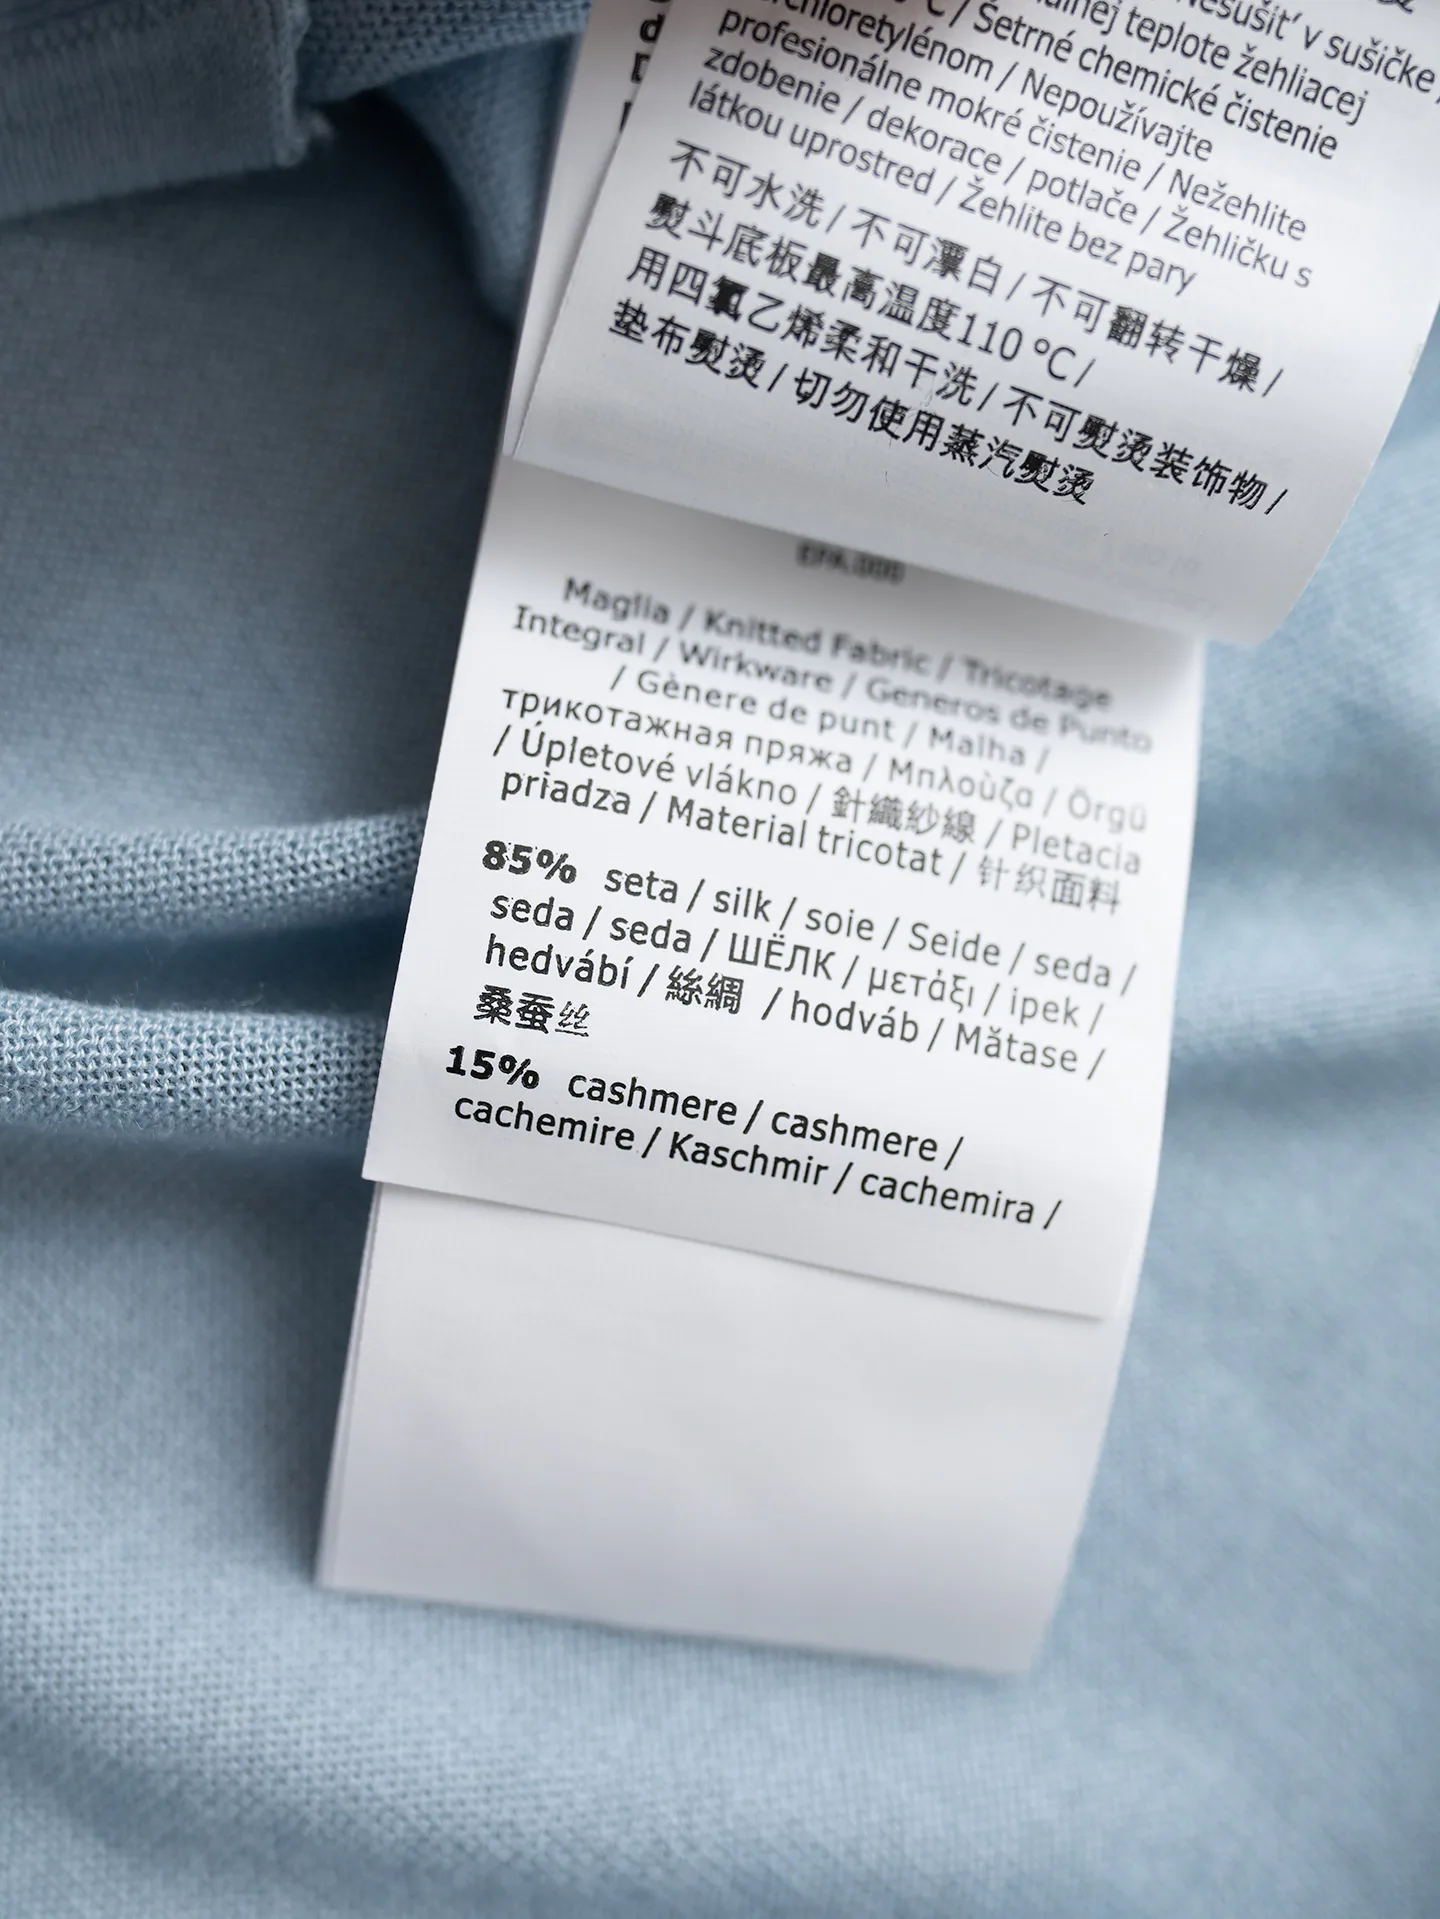 Nesušiť v sušičke /
álnej teplote žehliacej
°C / Šetrné chemické čistenie
chloretylénom / Nepoužívajte
profesionálne mokré čistenie / Nežehlite
zdobenie / dekorace / potlače / Žehličku s
látkou uprostred / Žehlite bez pary
不可水洗 / 不可漂白 / 不可翻转干燥 /
熨斗底板最高温度110 °C /
用四氯乙烯柔和干洗 / 不可熨烫装饰物 /
垫布熨烫 / 切勿使用蒸汽熨烫
Maglia / Knitted Fabric / Tricotage
Integral / Wirkware / Generos de Punto
/ Gènere de punt / Malha /
трикотажная пряжа / Μπλοὺζα / Örgü
/ Úpletové vlákno / 針織紗線 / Pletacia
priadza / Material tricotat / 针织面料
85% seta / silk / soie / Seide / seda /
seda / seda / ШЁЛК / μετάξι / ipek /
hedvábí / 絲綢 / hodváb / Mătase /
桑蚕丝
15% cashmere / cashmere /
cachemire / Kaschmir / cachemira /